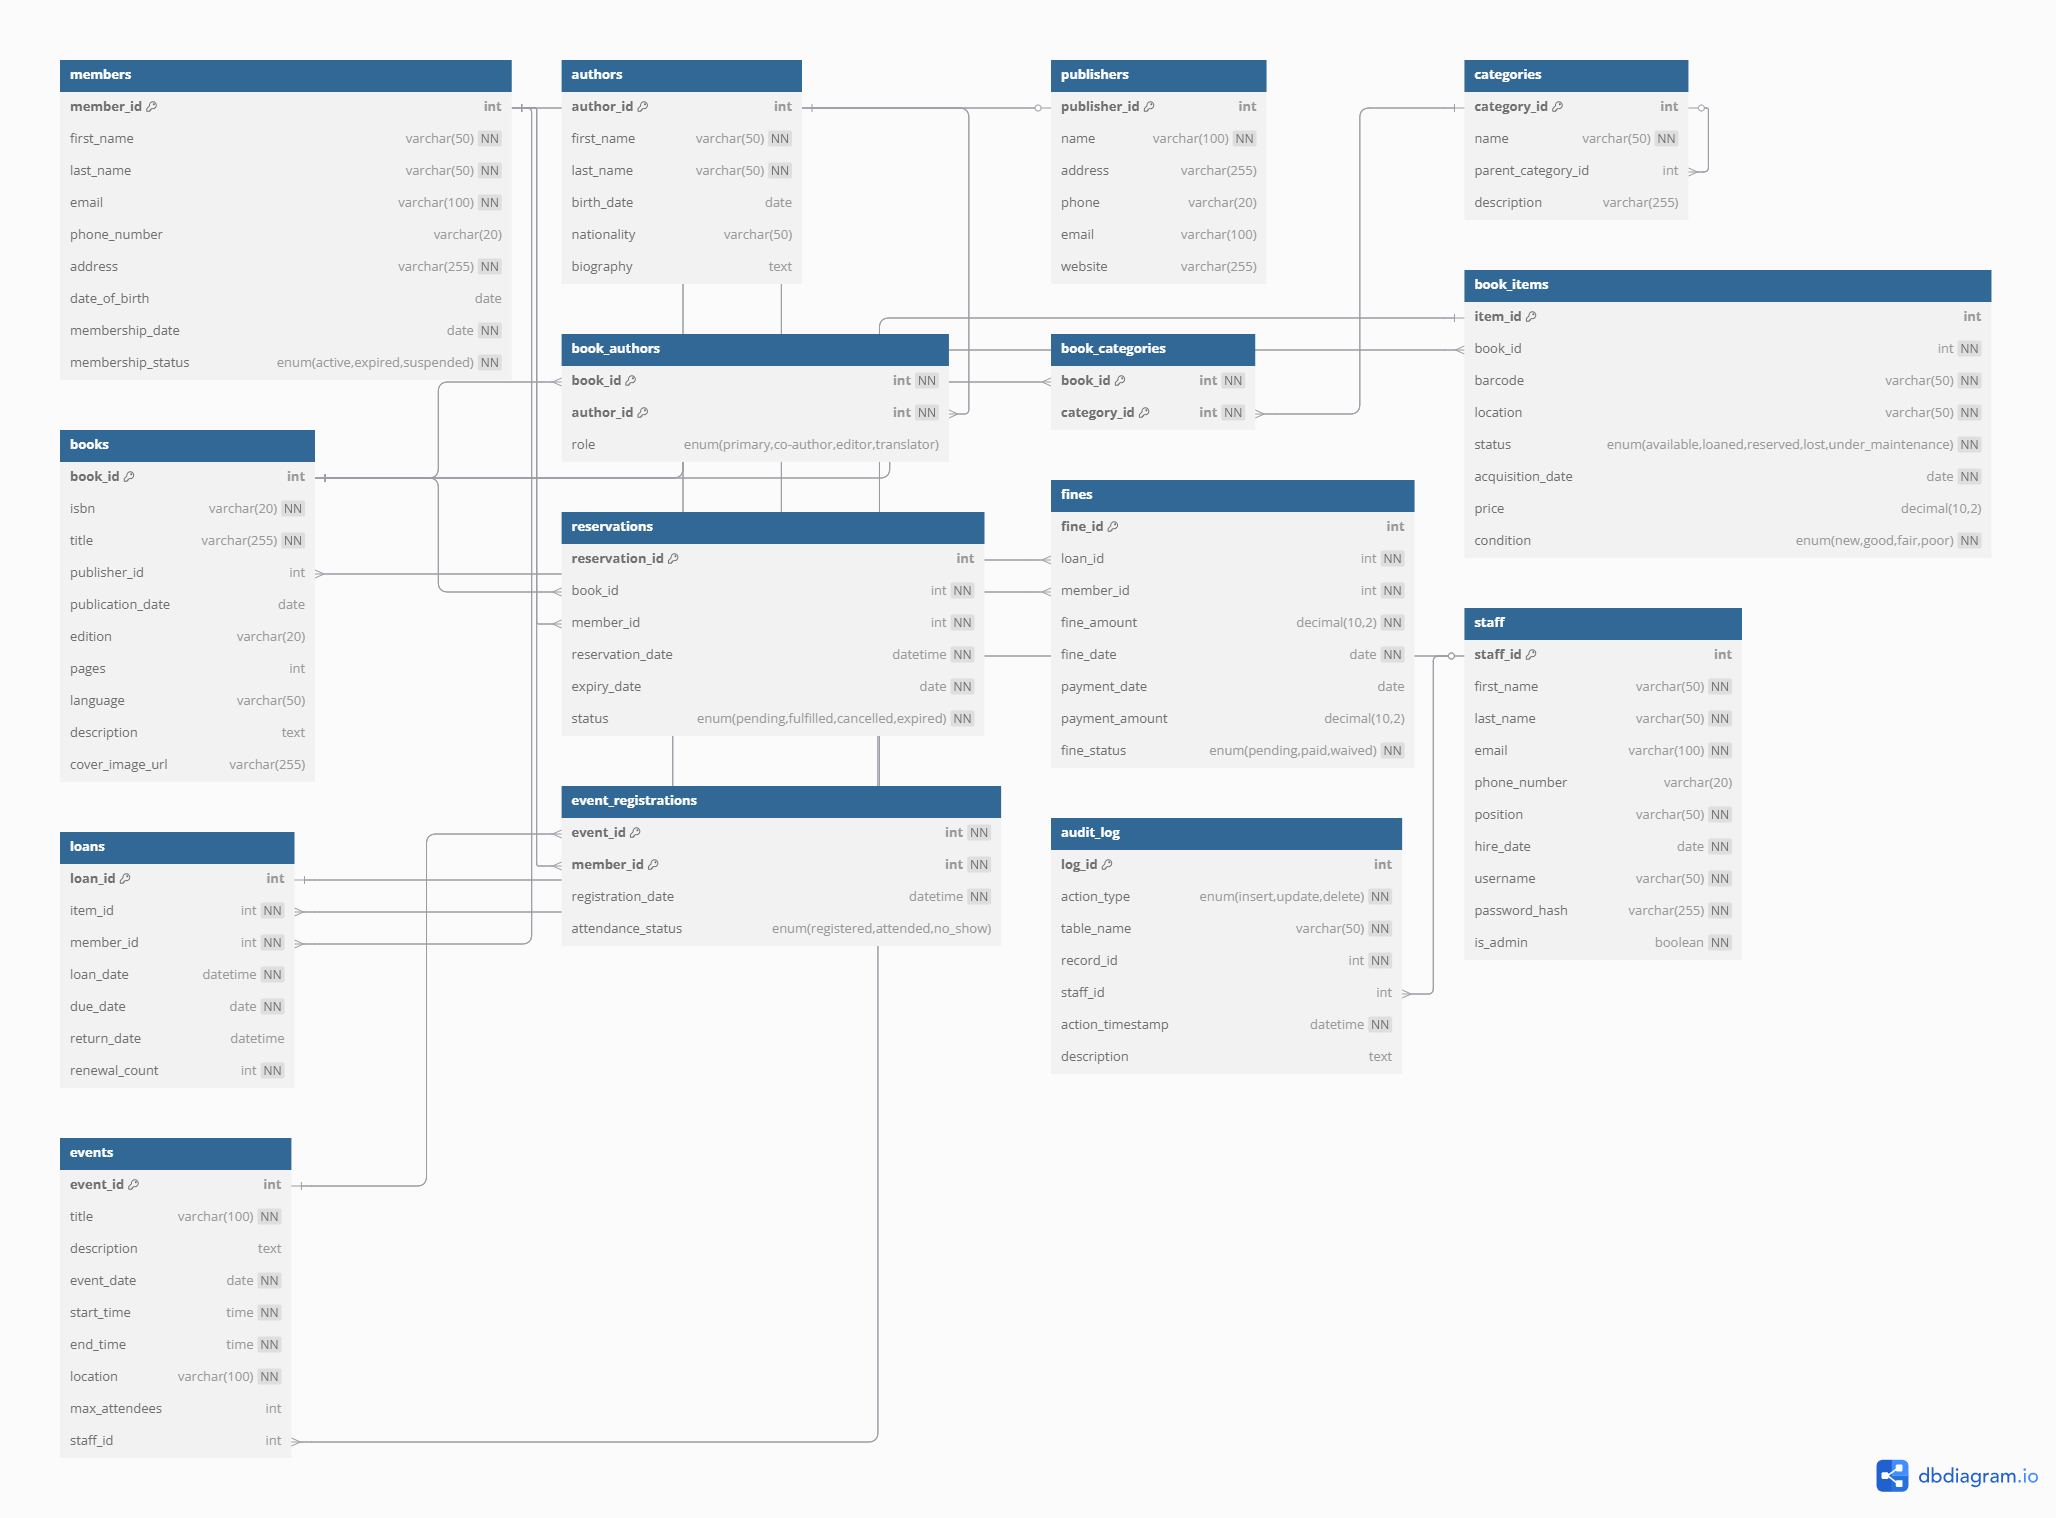 members
member_id int
first_name varchar(50) NN
last_name varchar(50) NN
email varchar(100) NN
phone_number varchar(20)
address varchar(255) NN
date_of_birth date
membership_date date NN
membership_status enum(active,expired,suspended) NN
authors
author_id int
first_name varchar(50) NN
last_name varchar(50) NN
birth_date date
nationality varchar(50)
biography text
publishers
publisher_id int
name varchar(100) NN
address varchar(255)
phone varchar(20)
email varchar(100)
website varchar(255)
categories
category_id int
name varchar(50) NN
parent_category_id int
description varchar(255)
book_items
item_id int
book_id int NN
barcode varchar(50) NN
location varchar(50) NN
status enum(available,loaned,reserved,lost,under_maintenance) NN
acquisition_date date NN
price decimal(10,2)
condition enum(new,good,fair,poor) NN
book_authors
book_id int NN
author_id int NN
role enum(primary,co-author,editor,translator)
book_categories
book_id int NN
category_id int NN
books
book_id int
isbn varchar(20) NN
title varchar(255) NN
publisher_id int
publication_date date
edition varchar(20)
pages int
language varchar(50)
description text
cover_image_url varchar(255)
reservations
reservation_id int
book_id int NN
member_id int NN
reservation_date datetime NN
expiry_date date NN
status enum(pending,fulfilled,cancelled,expired) NN
fines
fine_id int
loan_id int NN
member_id int NN
fine_amount decimal(10,2) NN
fine_date date NN
payment_date date
payment_amount decimal(10,2)
fine_status enum(pending,paid,waived) NN
staff
staff_id int
first_name varchar(50) NN
last_name varchar(50) NN
email varchar(100) NN
phone_number varchar(20)
position varchar(50) NN
hire_date date NN
username varchar(50) NN
password_hash varchar(255) NN
is_admin boolean NN
loans
loan_id int
item_id int NN
member_id int NN
loan_date datetime NN
due_date date NN
return_date datetime
renewal_count int NN
event_registrations
event_id int NN
member_id int NN
registration_date datetime NN
attendance_status enum(registered,attended,no_show)
audit_log
log_id int
action_type enum(insert,update,delete) NN
table_name varchar(50) NN
record_id int NN
staff_id int
action_timestamp datetime NN
description text
events
event_id int
title varchar(100) NN
description text
event_date date NN
start_time time NN
end_time time NN
location varchar(100) NN
max_attendees int
staff_id int
dbdiagram.io